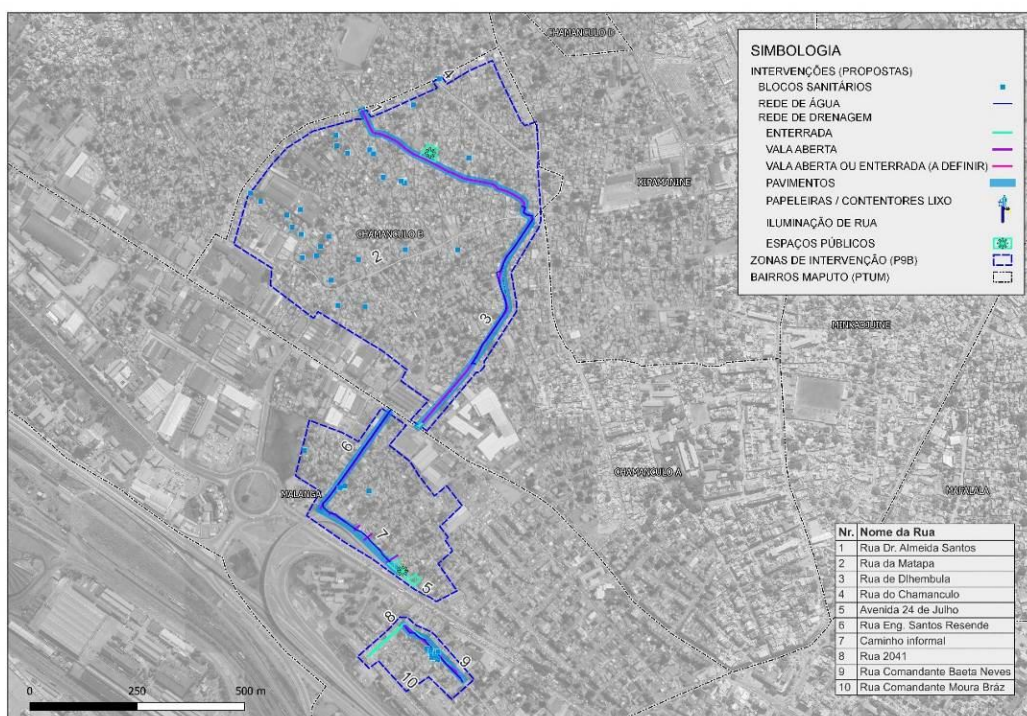 CHAMANCULO D
4
1
XIPAMANINE
CHAMANCULO B
2
3
MINKADJUINE
6
CHAMANCULO A
MALANGA
MAFALALA
7
5
8
9
10
0 250 500 m
SIMBOLOGIA
INTERVENÇÕES (PROPOSTAS)
BLOCOS SANITÁRIOS
REDE DE ÁGUA
REDE DE DRENAGEM
ENTERRADA
VALA ABERTA
VALA ABERTA OU ENTERRADA (A DEFINIR)
PAVIMENTOS
PAPELEIRAS / CONTENTORES LIXO
ILUMINAÇÃO DE RUA
ESPAÇOS PÚBLICOS
ZONAS DE INTERVENÇÃO (P9B)
BAIRROS MAPUTO (PTUM)
Nr. Nome da Rua
1 Rua Dr. Almeida Santos
2 Rua da Matapa
3 Rua de Dlhembula
4 Rua do Chamanculo
5 Avenida 24 de Julho
6 Rua Eng. Santos Resende
7 Caminho informal
8 Rua 2041
9 Rua Comandante Baeta Neves
10 Rua Comandante Moura Bráz